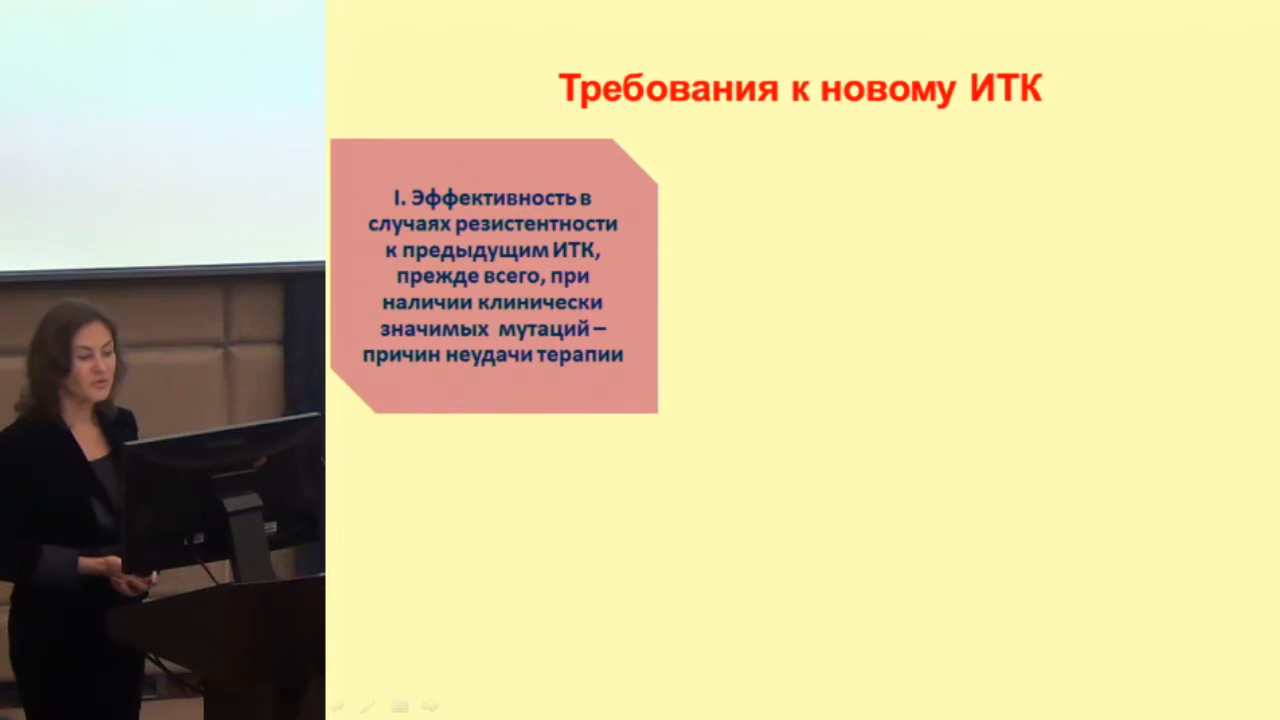 Требования к новому ИТК
I. Эффективность в
случаях резистентности
к предыдущим ИТК,
прежде всего, при
наличии клинически
значимых мутаций –
причин неудачи терапии